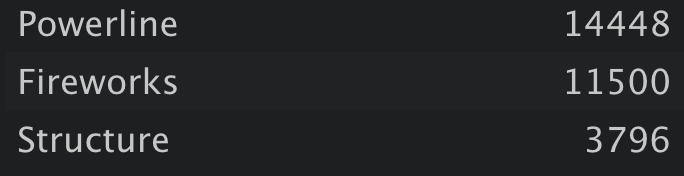 Powerline 14448
Fireworks 11500
Structure 3796